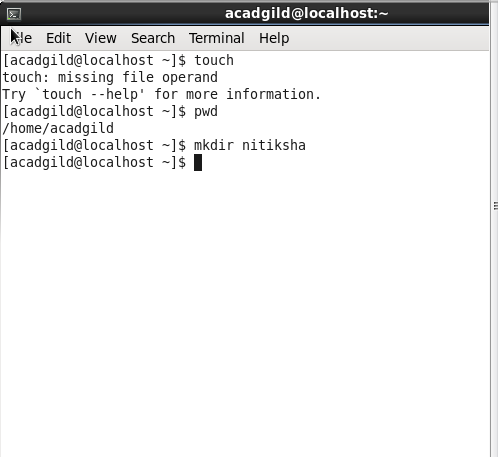 acadgild@localhost:~
Edit View Search Terminal Help
[acadgild@localhost ~]$ touch
touch: missing file operand
Try `touch --help' for more information.
[acadgild@localhost ~]$ pwd
/home/acadgild
[acadgild@localhost ~]$ mkdir nitiksha
[acadgild@localhost ~]$